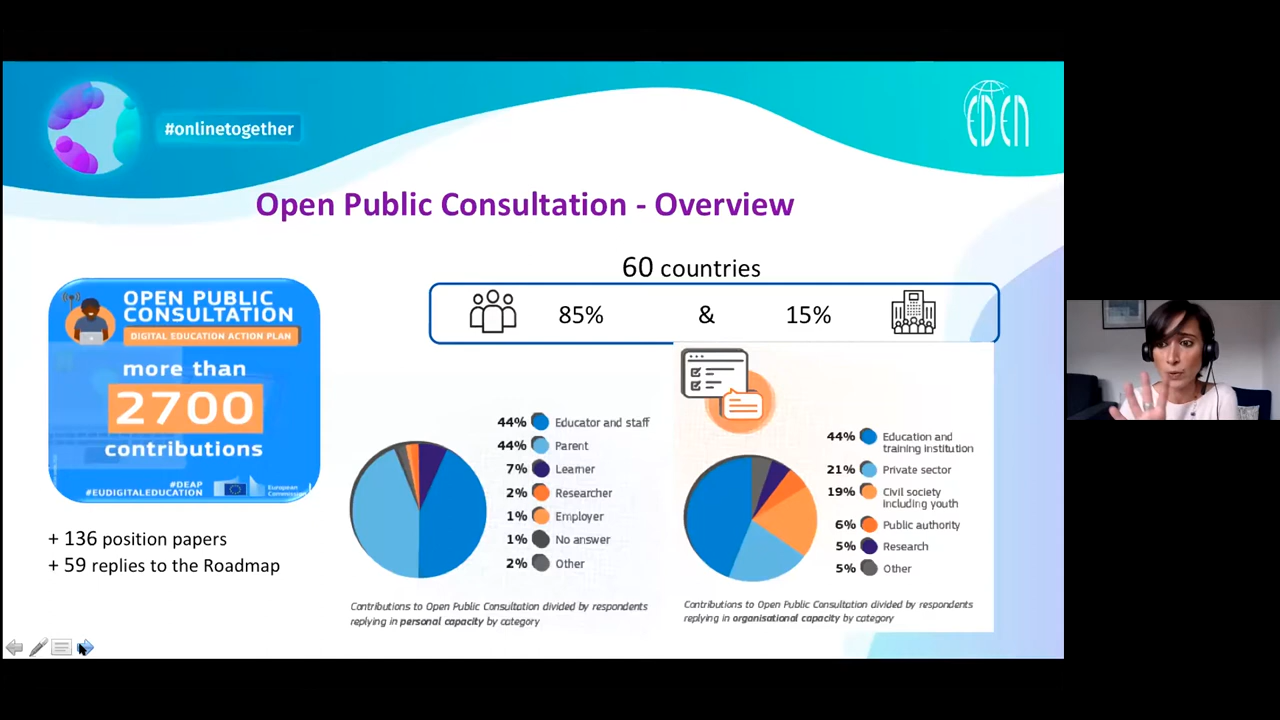 #onlinetogether
EDEN
Open Public Consultation - Overview
OPEN PUBLIC
CONSULTATION
DIGITAL EDUCATION ACTION PLAN
more than
2700
contributions
#DEAP
#EUDIGITALEDUCATION
European
Commission
+ 136 position papers
+ 59 replies to the Roadmap
60 countries
85% & 15%
44% Educator and staff
44% Parent
7% Learner
2% Researcher
1% Employer
1% No answer
2% Other
Contributions to Open Public Consultation divided by respondents
replying in personal capacity by category
44% Education and
training institution
21% Private sector
19% Civil society
including youth
6% Public authority
5% Research
5% Other
Contributions to Open Public Consultation divided by respondents
replying in organisational capacity by category